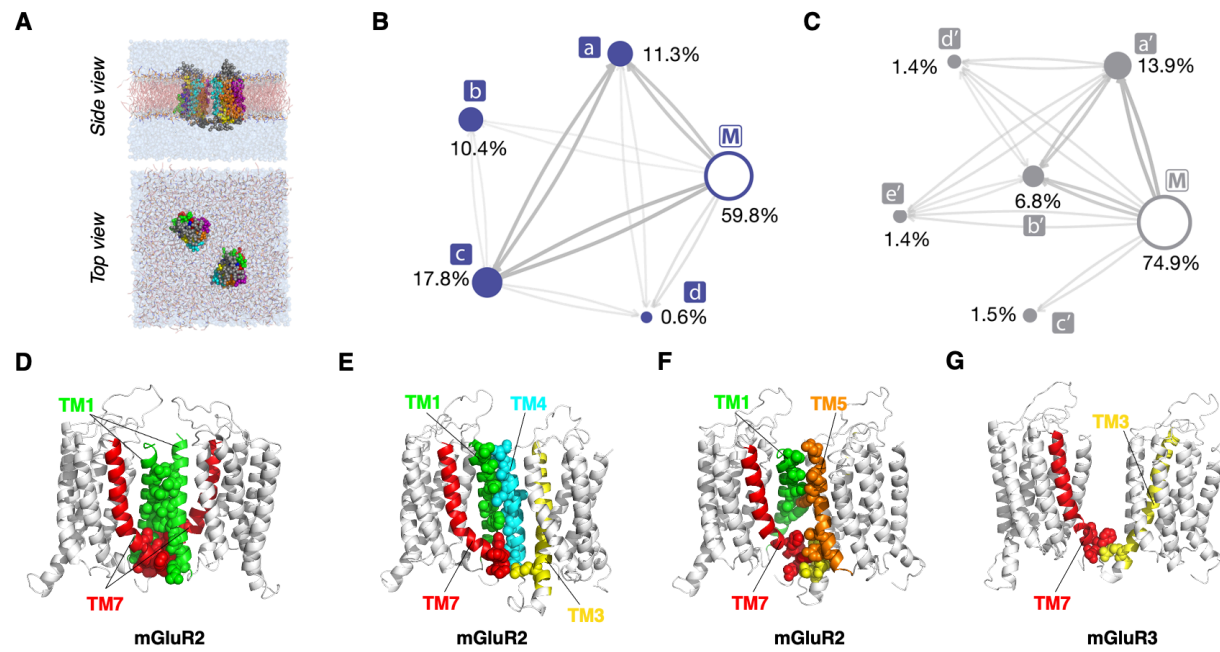 A
Side view
Top view
B
a
11.3%
b
10.4%
M
59.8%
c
17.8%
d
0.6%
C
d′
1.4%
a′
13.9%
6.8%
b′
e′
1.4%
M
74.9%
1.5%
c′
D
TM1
TM7
mGluR2
E
TM1
TM4
TM7
TM3
mGluR2
F
TM1
TM5
TM7
mGluR2
G
TM3
TM7
mGluR3